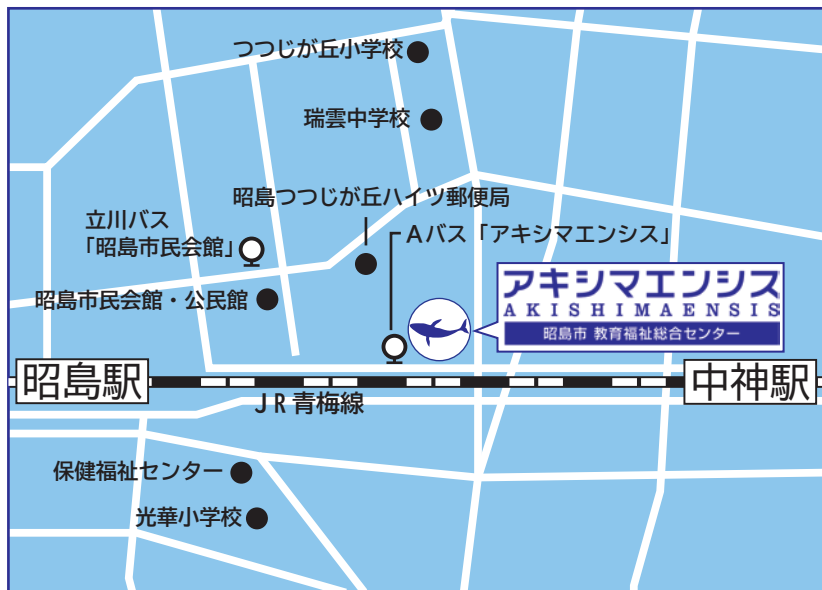 つつじが丘小学校
瑞雲中学校
昭島つつじが丘ハイツ郵便局
立川バス
「昭島市民会館」
Aバス「アキシマエンシス」
昭島市民会館・公民館
アキシマエンシス
AKISHIMAENSIS
昭島市 教育福祉総合センター
昭島駅
中神駅
JR青梅線
保健福祉センター
光華小学校